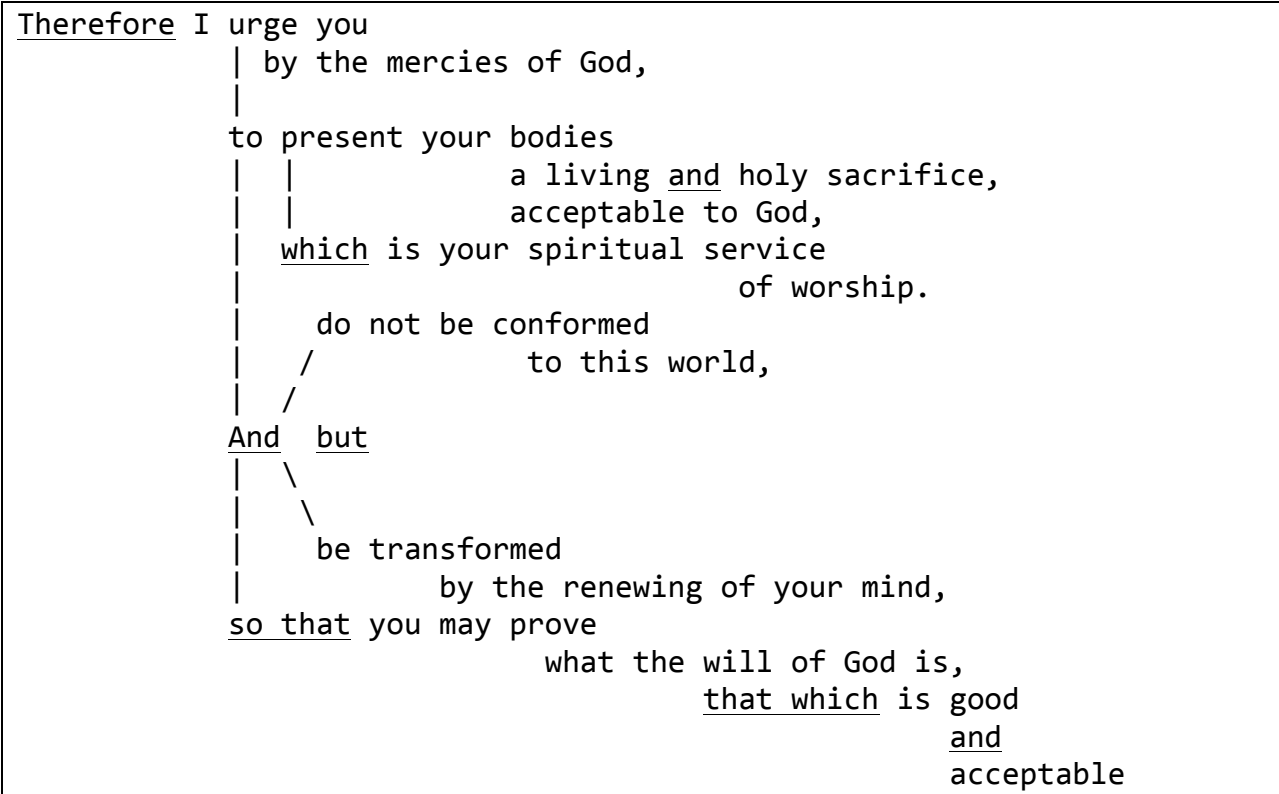 Therefore I urge you
by the mercies of God,
to present your bodies
a living and holy sacrifice,
acceptable to God,
which is your spiritual service
of worship.
do not be conformed
to this world,
And but
be transformed
by the renewing of your mind,
so that you may prove
what the will of God is,
that which is good
and
acceptable